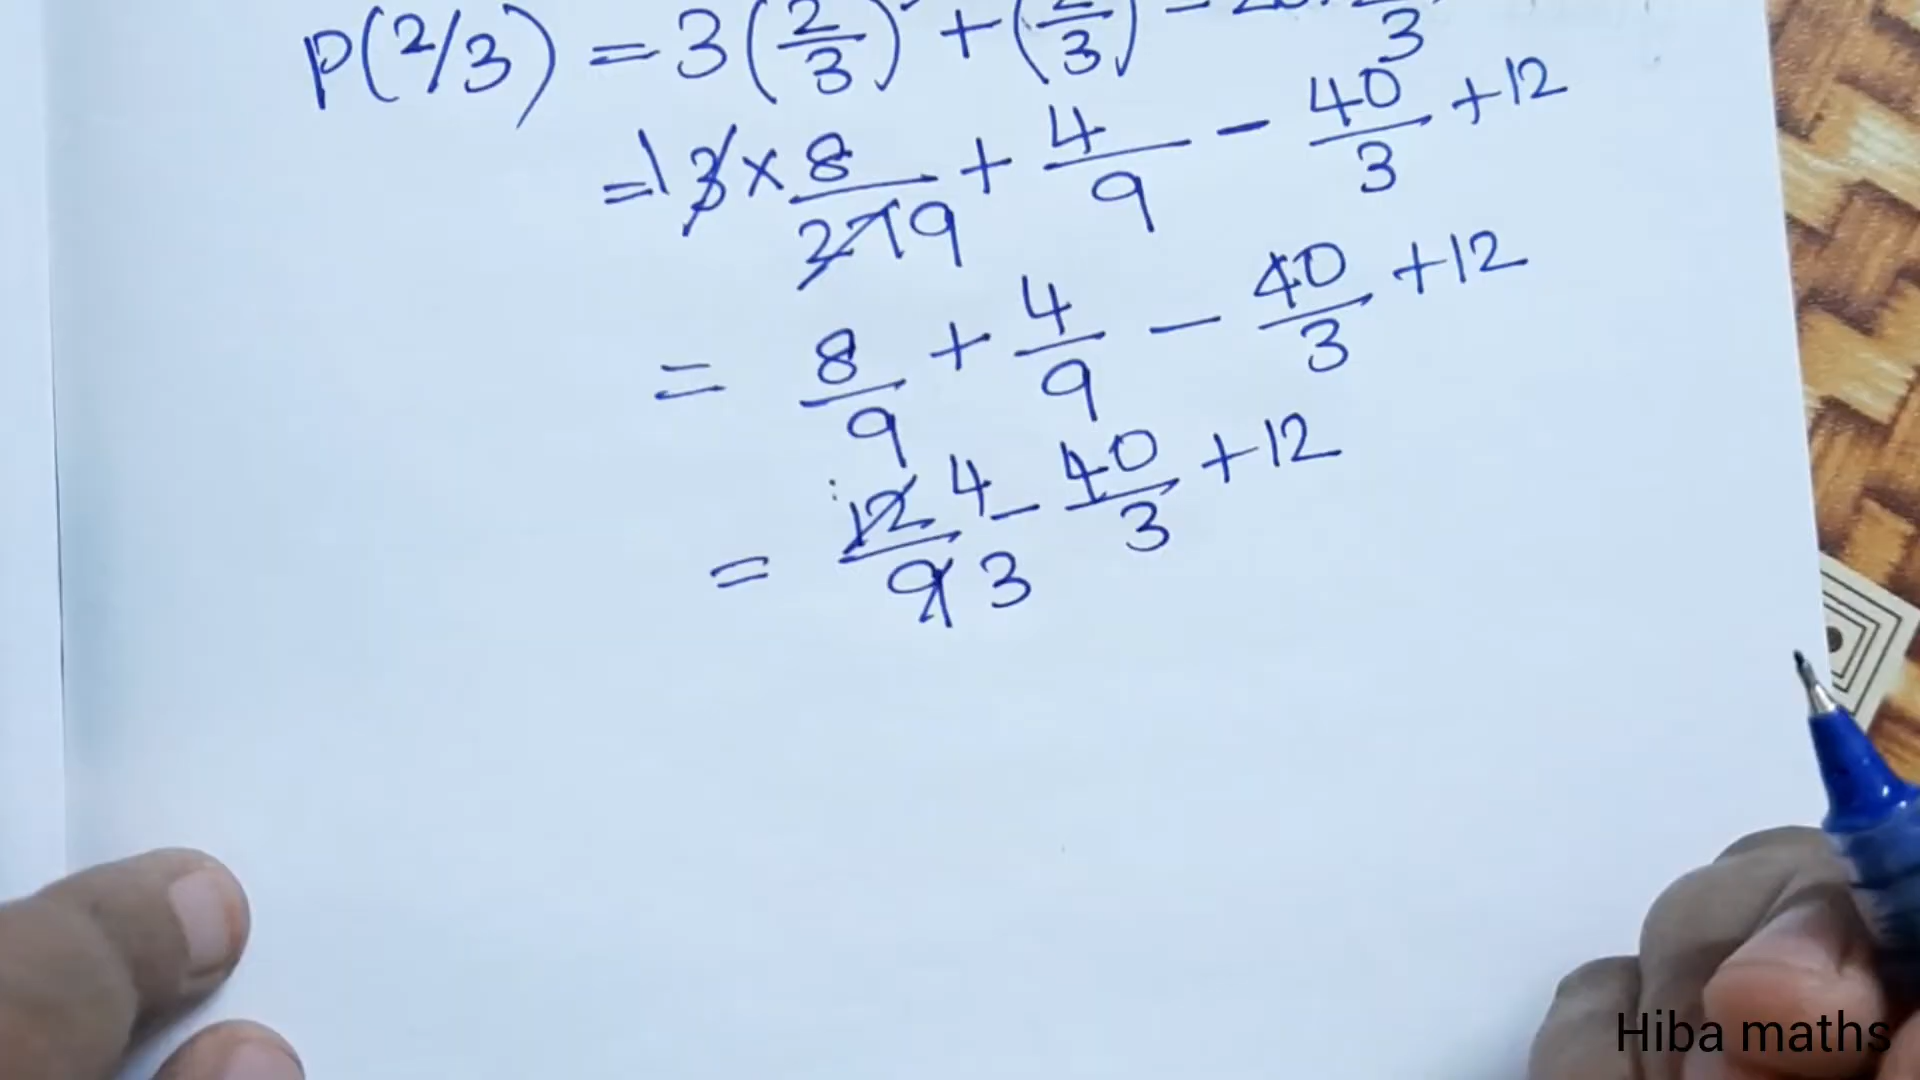 P(2/3) = 3(2/3) + (2/3) -
= 1 3 × 8/27 9 + 4/9 - 40/3 + 12
= 8/9 + 4/9 - 40/3 + 12
= 12/9 4/3 - 40/3 + 12
Hiba maths